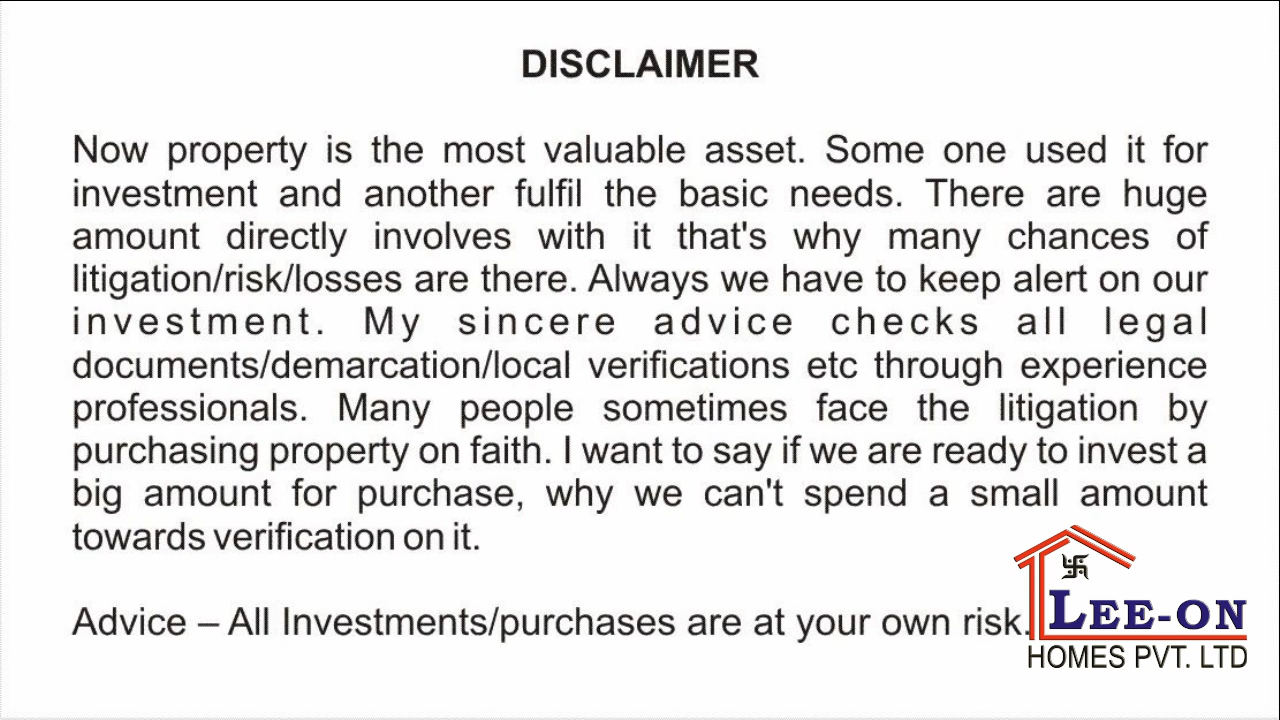 DISCLAIMER
Now property is the most valuable asset. Some one used it for
investment and another fulfil the basic needs. There are huge
amount directly involves with it that's why many chances of
litigation/risk/losses are there. Always we have to keep alert on our
investment. My sincere advice checks all legal
documents/demarcation/local verifications etc through experience
professionals. Many people sometimes face the litigation by
purchasing property on faith. I want to say if we are ready to invest a
big amount for purchase, why we can't spend a small amount
towards verification on it.
Advice – All Investments/purchases are at your own risk.
LEE-ON
HOMES PVT. LTD